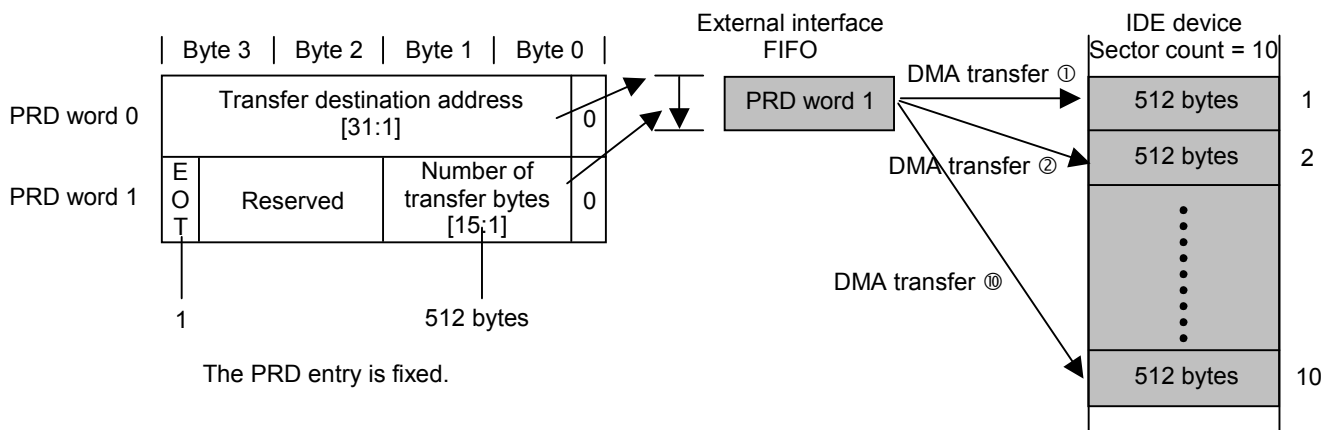 External interface
FIFO
IDE device
Sector count = 10
Byte 3 Byte 2 Byte 1 Byte 0
PRD word 0
Transfer destination address
[31:1]
0
PRD word 1
EOT
Reserved
Number of
transfer bytes
[15:1]
0
1
512 bytes
The PRD entry is fixed.
PRD word 1
DMA transfer ①
DMA transfer ②
DMA transfer ⑩
512 bytes 1
512 bytes 2
512 bytes 10